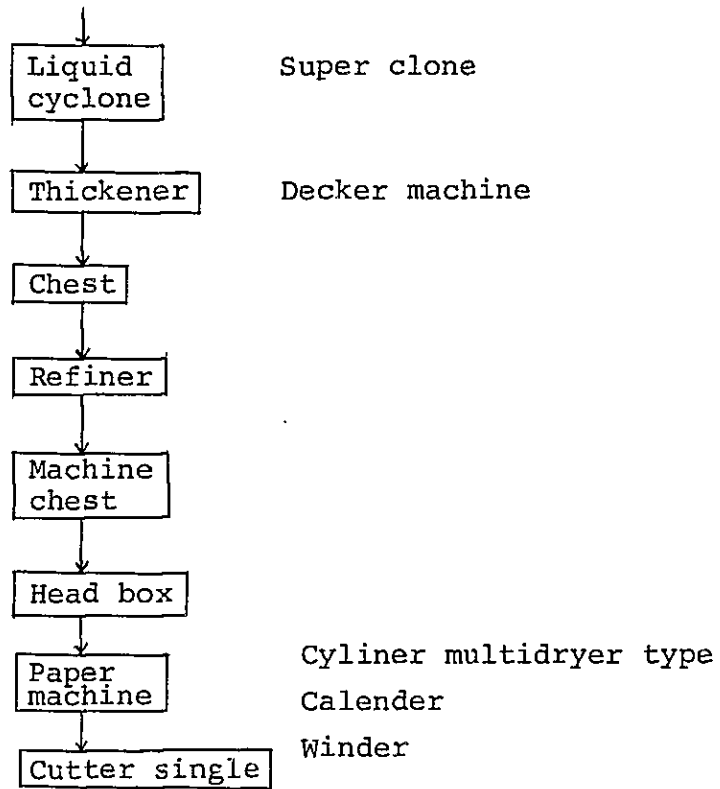 Liquid
cyclone
Super clone
Thickener
Decker machine
Chest
Refiner
Machine
chest
Head box
Paper
machine
Cyliner multidryer type
Calender
Winder
Cutter single